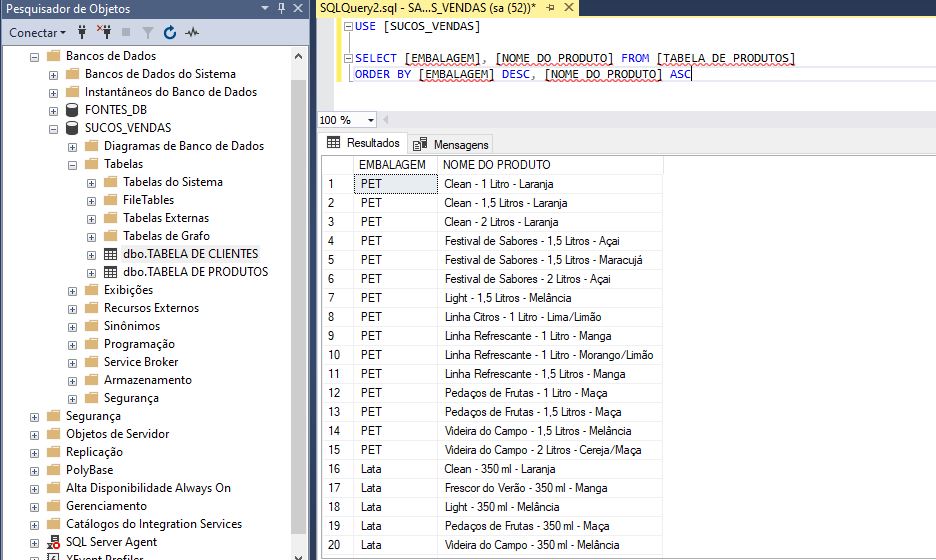 Pesquisador de Objetos
Conectar
Bancos de Dados
Bancos de Dados do Sistema
Instantâneos do Banco de Dados
FONTES_DB
SUCOS_VENDAS
Diagramas de Banco de Dados
Tabelas
Tabelas do Sistema
FileTables
Tabelas Externas
Tabelas de Grafo
dbo.TABELA DE CLIENTES
dbo.TABELA DE PRODUTOS
Exibições
Recursos Externos
Sinônimos
Programação
Service Broker
Armazenamento
Segurança
Segurança
Objetos de Servidor
Replicação
PolyBase
Alta Disponibilidade Always On
Gerenciamento
Catálogos do Integration Services
SQL Server Agent
XEvent Profiler
SQLQuery2.sql - SA...S_VENDAS (sa (52))*
USE [SUCOS_VENDAS]
SELECT [EMBALAGEM], [NOME DO PRODUTO] FROM [TABELA DE PRODUTOS]
ORDER BY [EMBALAGEM] DESC, [NOME DO PRODUTO] ASC
100 %
Resultados Mensagens
EMBALAGEM NOME DO PRODUTO
1 PET Clean - 1 Litro - Laranja
2 PET Clean - 1,5 Litros - Laranja
3 PET Clean - 2 Litros - Laranja
4 PET Festival de Sabores - 1,5 Litros - Açai
5 PET Festival de Sabores - 1,5 Litros - Maracujá
6 PET Festival de Sabores - 2 Litros - Açai
7 PET Light - 1,5 Litros - Melância
8 PET Linha Citros - 1 Litro - Lima/Limão
9 PET Linha Refrescante - 1 Litro - Manga
10 PET Linha Refrescante - 1 Litro - Morango/Limão
11 PET Linha Refrescante - 1,5 Litros - Manga
12 PET Pedaços de Frutas - 1 Litro - Maça
13 PET Pedaços de Frutas - 1,5 Litros - Maça
14 PET Videira do Campo - 1,5 Litros - Melância
15 PET Videira do Campo - 2 Litros - Cereja/Maça
16 Lata Clean - 350 ml - Laranja
17 Lata Frescor do Verão - 350 ml - Manga
18 Lata Light - 350 ml - Melância
19 Lata Pedaços de Frutas - 350 ml - Maça
20 Lata Videira do Campo - 350 ml - Melância